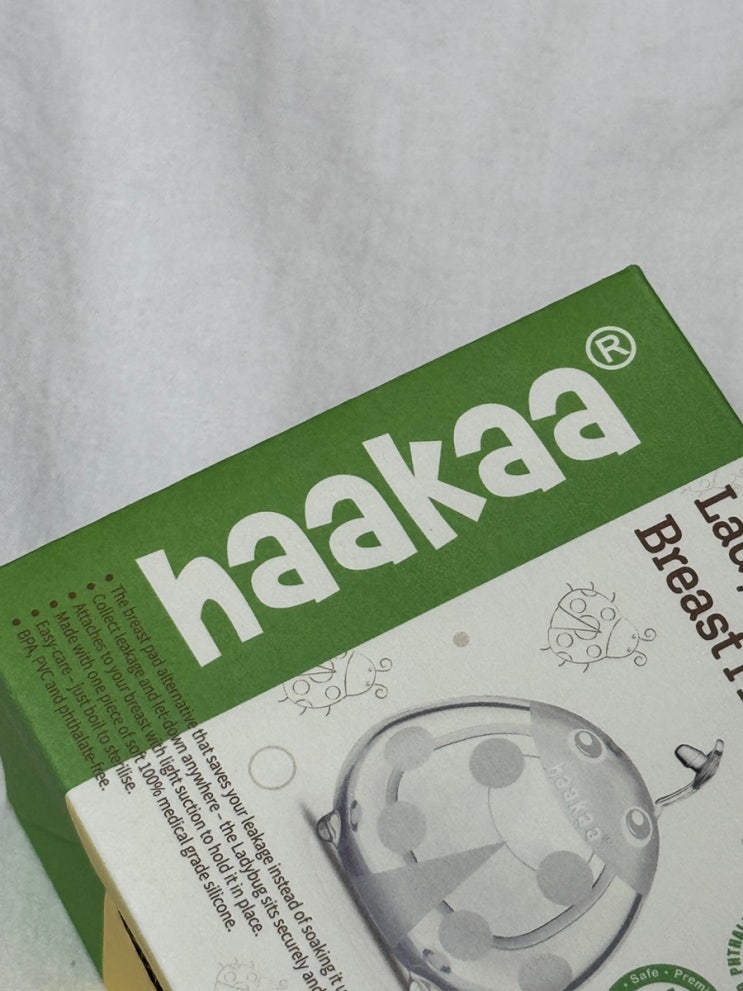 haakaa®
Breast
• The breast pad alternative that saves your leakage instead of soaking it
• Collect leakage and let-down anywhere – the Ladybug sits securely and
• Attaches to your breast with light suction to hold it in place.
• Made with one piece of soft 100% medical grade silicone.
• Easy-care – just boil to sterilise.
• BPA, PVC and phthalate-free.
haakaa
• Safe •